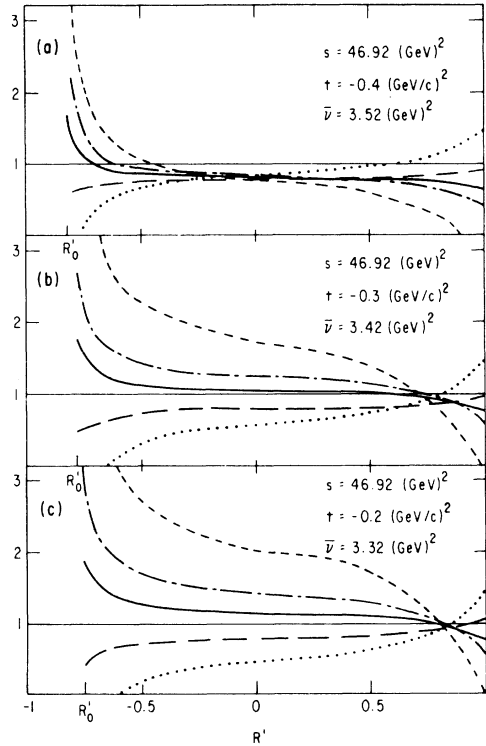 3
(a)
s = 46.92 (GeV)²
2
t = -0.4 (GeV/c)²
ν̄ = 3.52 (GeV)²
1
R'₀
3
(b)
s = 46.92 (GeV)²
t = -0.3 (GeV/c)²
2
ν̄ = 3.42 (GeV)²
1
R'₀
3
(c)
s = 46.92 (GeV)²
t = -0.2 (GeV/c)²
2
ν̄ = 3.32 (GeV)²
1
-1 R'₀ -0.5 0 0.5
R'